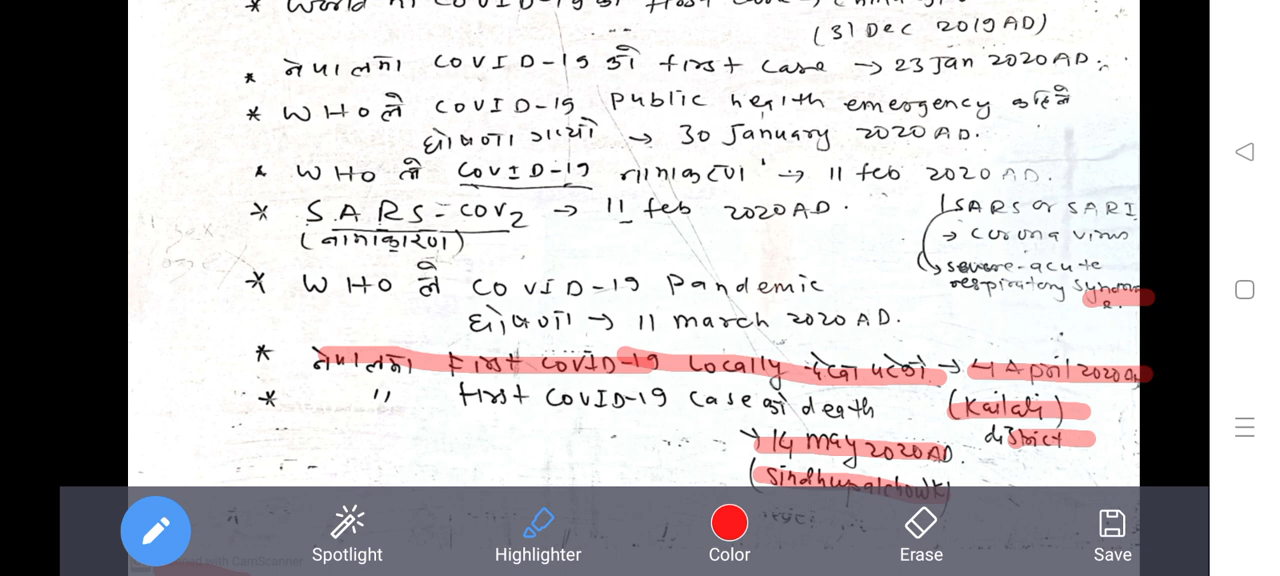 (31 Dec 2019 AD)
* नेपालमा COVID-19 को first case → 23 Jan 2020 AD.
* WHO ले COVID-19 Public health emergency
घोषणा गर्यो → 30 January 2020 AD.
* WHO ले COVID-19 नामाकरण → 11 feb 2020 AD.
* SARS-COV2 → 11 feb 2020 AD.
(नामाकरण)
SARS or SARI
→ corona virus
→ severe-acute
respiratory
* WHO ले COVID-19 Pandemic
घोषणा → 11 march 2020 AD.
* नेपालमा First COVID-19 Locally देखा परेको → 4 April 2020
(Kailali)
district
* " first COVID-19 case को death
→ 14 may 2020 AD.
(Sindhupalchowk)
Spotlight
Highlighter
Color
Erase
Save